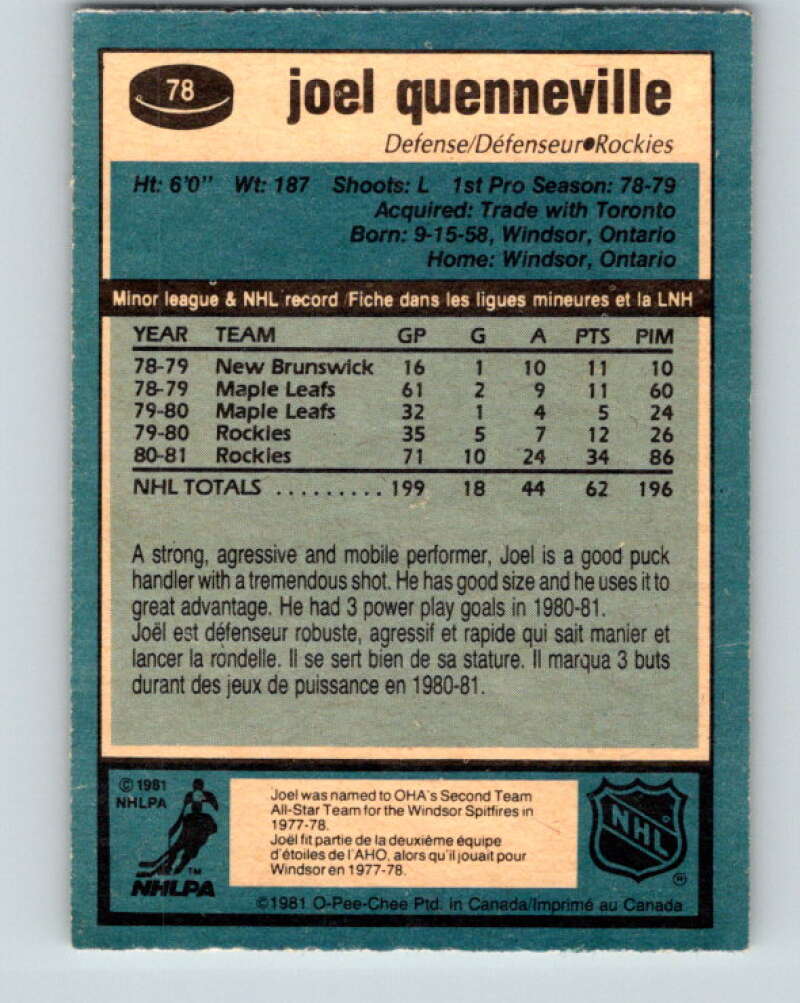 78
joel quenneville
Defense/Défenseur●Rockies
Ht: 6'0" Wt: 187 Shoots: L 1st Pro Season: 78-79
Acquired: Trade with Toronto
Born: 9-15-58, Windsor, Ontario
Home: Windsor, Ontario
Minor league & NHL record/Fiche dans les ligues mineures et la LNH
YEAR TEAM GP G A PTS PIM
78-79 New Brunswick 16 1 10 11 10
78-79 Maple Leafs 61 2 9 11 60
79-80 Maple Leafs 32 1 4 5 24
79-80 Rockies 35 5 7 12 26
80-81 Rockies 71 10 24 34 86
NHL TOTALS ......... 199 18 44 62 196
A strong, agressive and mobile performer, Joel is a good puck
handler with a tremendous shot. He has good size and he uses it to
great advantage. He had 3 power play goals in 1980-81.
Joël est défenseur robuste, agressif et rapide qui sait manier et
lancer la rondelle. Il se sert bien de sa stature. Il marqua 3 buts
durant des jeux de puissance en 1980-81.
© 1981
NHLPA
TM
NHLPA
Joel was named to OHA's Second Team
All-Star Team for the Windsor Spitfires in
1977-78.
Joël fit partie de la deuxième équipe
d'étoiles de l'AHO, alors qu'il jouait pour
Windsor en 1977-78.
NHL
®
©1981 O-Pee-Chee Ptd. in Canada/Imprimé au Canada